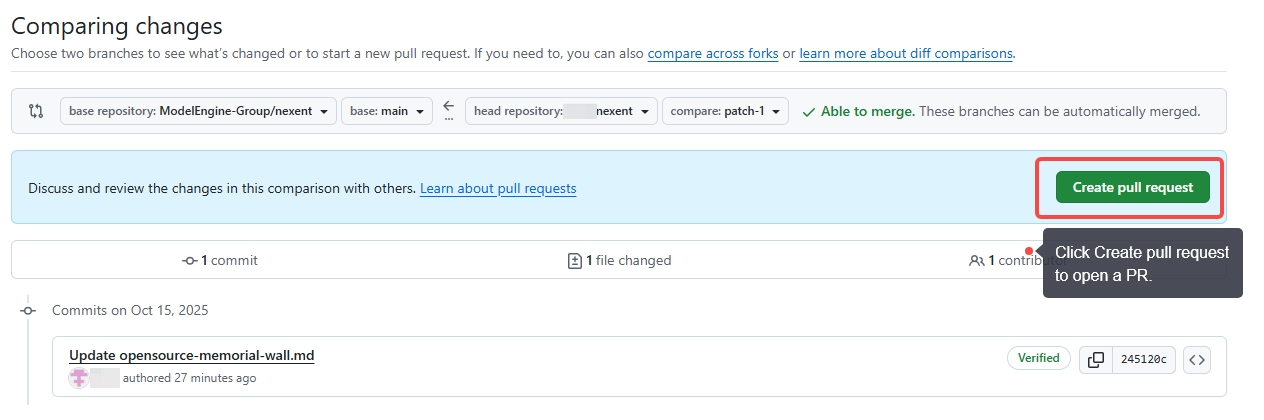 Comparing changes
Choose two branches to see what's changed or to start a new pull request. If you need to, you can also compare across forks or learn more about diff comparisons.
base repository: ModelEngine-Group/nexent base: main ← ... head repository: nexent compare: patch-1 Able to merge. These branches can be automatically merged.
Discuss and review the changes in this comparison with others. Learn about pull requests Create pull request
1 commit 1 file changed 1 contributor
Click Create pull request
to open a PR.
Commits on Oct 15, 2025
Update opensource-memorial-wall.md Verified 245120c
authored 27 minutes ago